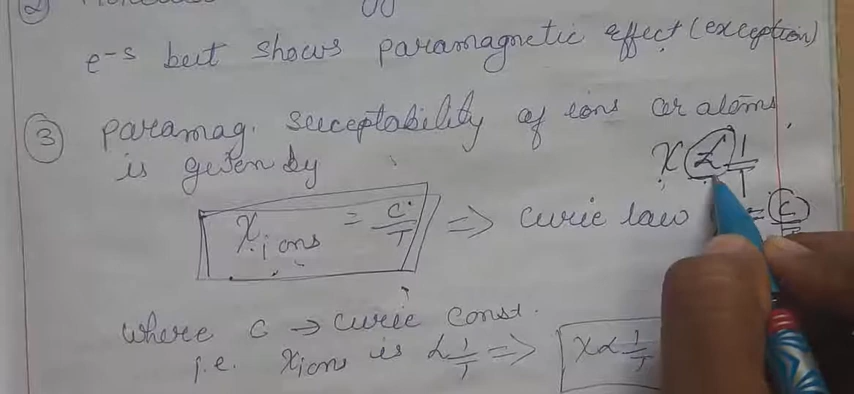 e-s but shows paramagnetic effect (exception)
③ paramag. susceptability of ions or atoms
is given by
χ ∝ 1/T
χions = c/T ⇒ curie law = c/T
where c → curie const.
i.e. χions is ∝ 1/T ⇒ χ ∝ 1/T